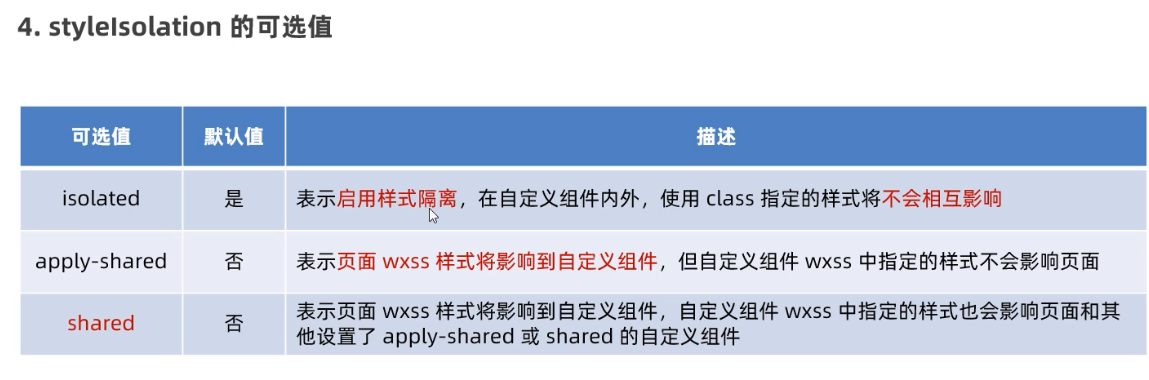 4. styleIsolation 的可选值
可选值 默认值 描述
isolated 是 表示启用样式隔离，在自定义组件内外，使用 class 指定的样式将不会相互影响
apply-shared 否 表示页面 wxss 样式将影响到自定义组件，但自定义组件 wxss 中指定的样式不会影响页面
shared 否 表示页面 wxss 样式将影响到自定义组件，自定义组件 wxss 中指定的样式也会影响页面和其
他设置了 apply-shared 或 shared 的自定义组件